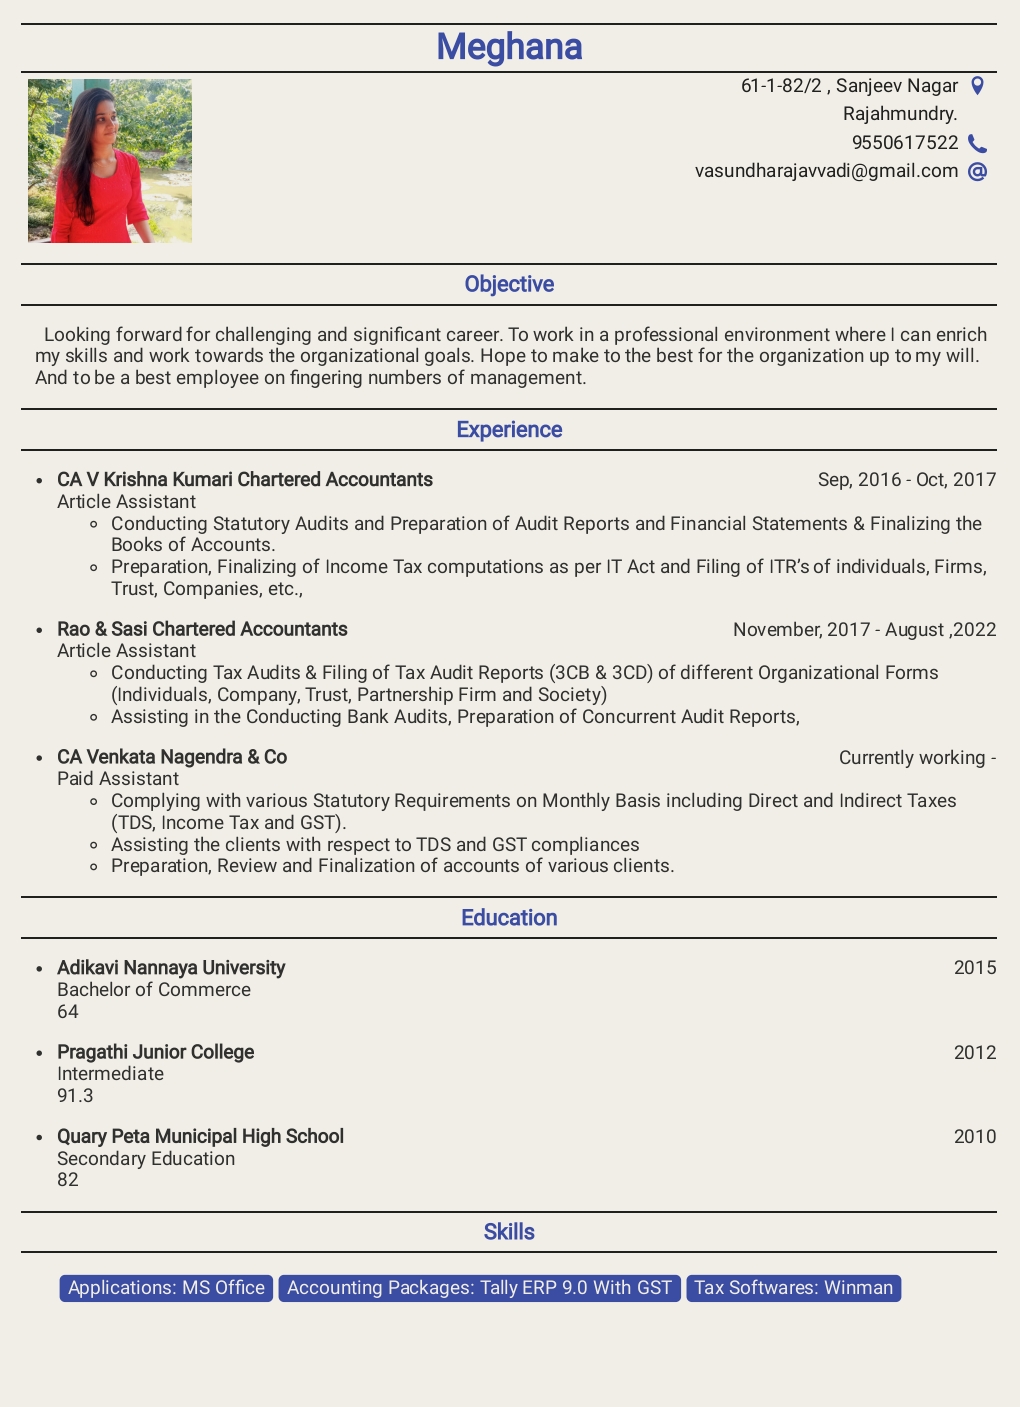 Meghana
61-1-82/2 , Sanjeev Nagar
Rajahmundry.
9550617522
vasundharajavvadi@gmail.com
Objective
Looking forward for challenging and significant career. To work in a professional environment where I can enrich
my skills and work towards the organizational goals. Hope to make to the best for the organization up to my will.
And to be a best employee on fingering numbers of management.
Experience
• CA V Krishna Kumari Chartered Accountants Sep, 2016 - Oct, 2017
Article Assistant
Conducting Statutory Audits and Preparation of Audit Reports and Financial Statements & Finalizing the
Books of Accounts.
Preparation, Finalizing of Income Tax computations as per IT Act and Filing of ITR’s of individuals, Firms,
Trust, Companies, etc.,
• Rao & Sasi Chartered Accountants November, 2017 - August ,2022
Article Assistant
Conducting Tax Audits & Filing of Tax Audit Reports (3CB & 3CD) of different Organizational Forms
(Individuals, Company, Trust, Partnership Firm and Society)
Assisting in the Conducting Bank Audits, Preparation of Concurrent Audit Reports,
• CA Venkata Nagendra & Co Currently working -
Paid Assistant
Complying with various Statutory Requirements on Monthly Basis including Direct and Indirect Taxes
(TDS, Income Tax and GST).
Assisting the clients with respect to TDS and GST compliances
Preparation, Review and Finalization of accounts of various clients.
Education
• Adikavi Nannaya University 2015
Bachelor of Commerce
64
• Pragathi Junior College 2012
Intermediate
91.3
• Quary Peta Municipal High School 2010
Secondary Education
82
Skills
Applications: MS Office Accounting Packages: Tally ERP 9.0 With GST Tax Softwares: Winman